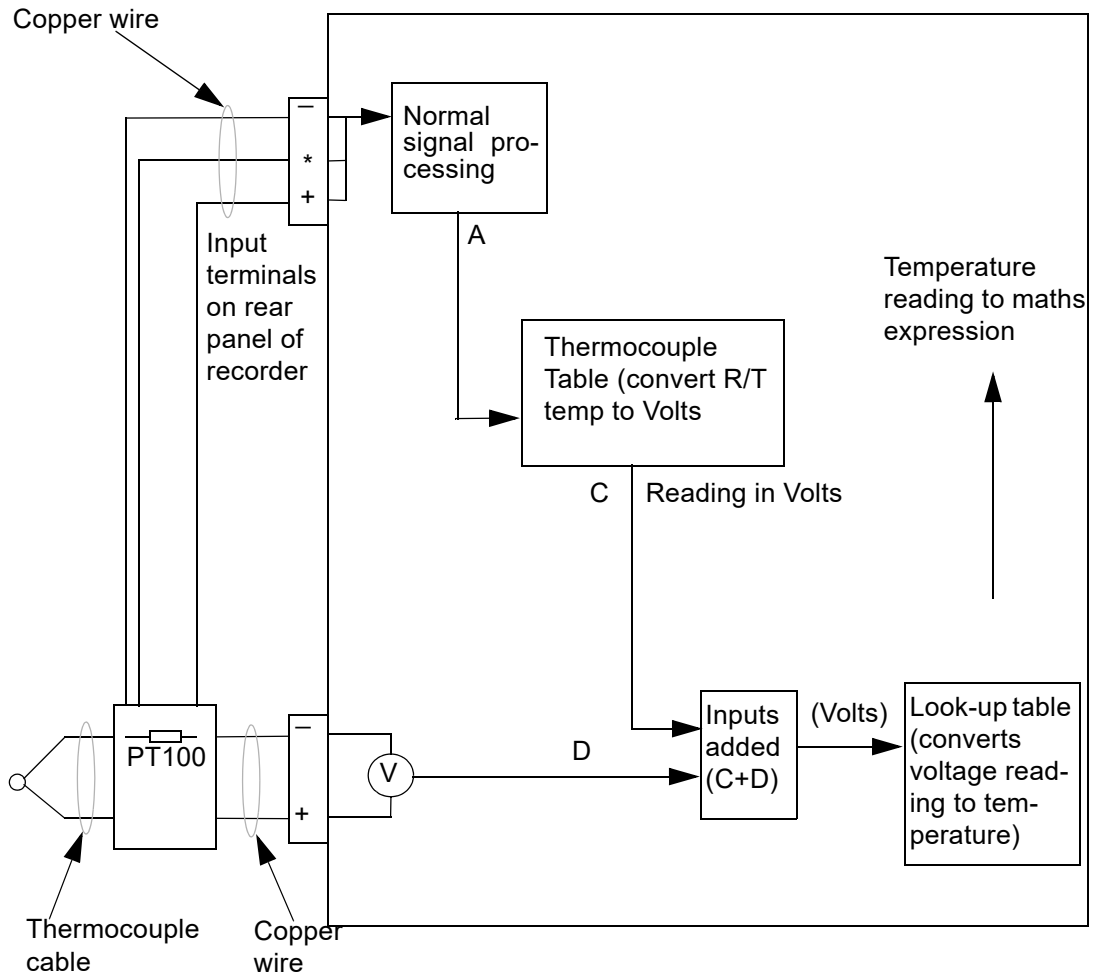 Copper wire
–
*
+
Normal
signal pro-
cessing
A
Input
terminals
on rear
panel of
recorder
Temperature
reading to maths
expression
Thermocouple
Table (convert R/T
temp to Volts
C
Reading in Volts
PT100
–
+
V
D
Inputs
added
(C+D)
(Volts)
Look-up table
(converts
voltage read-
ing to tem-
perature)
Thermocouple
cable
Copper
wire